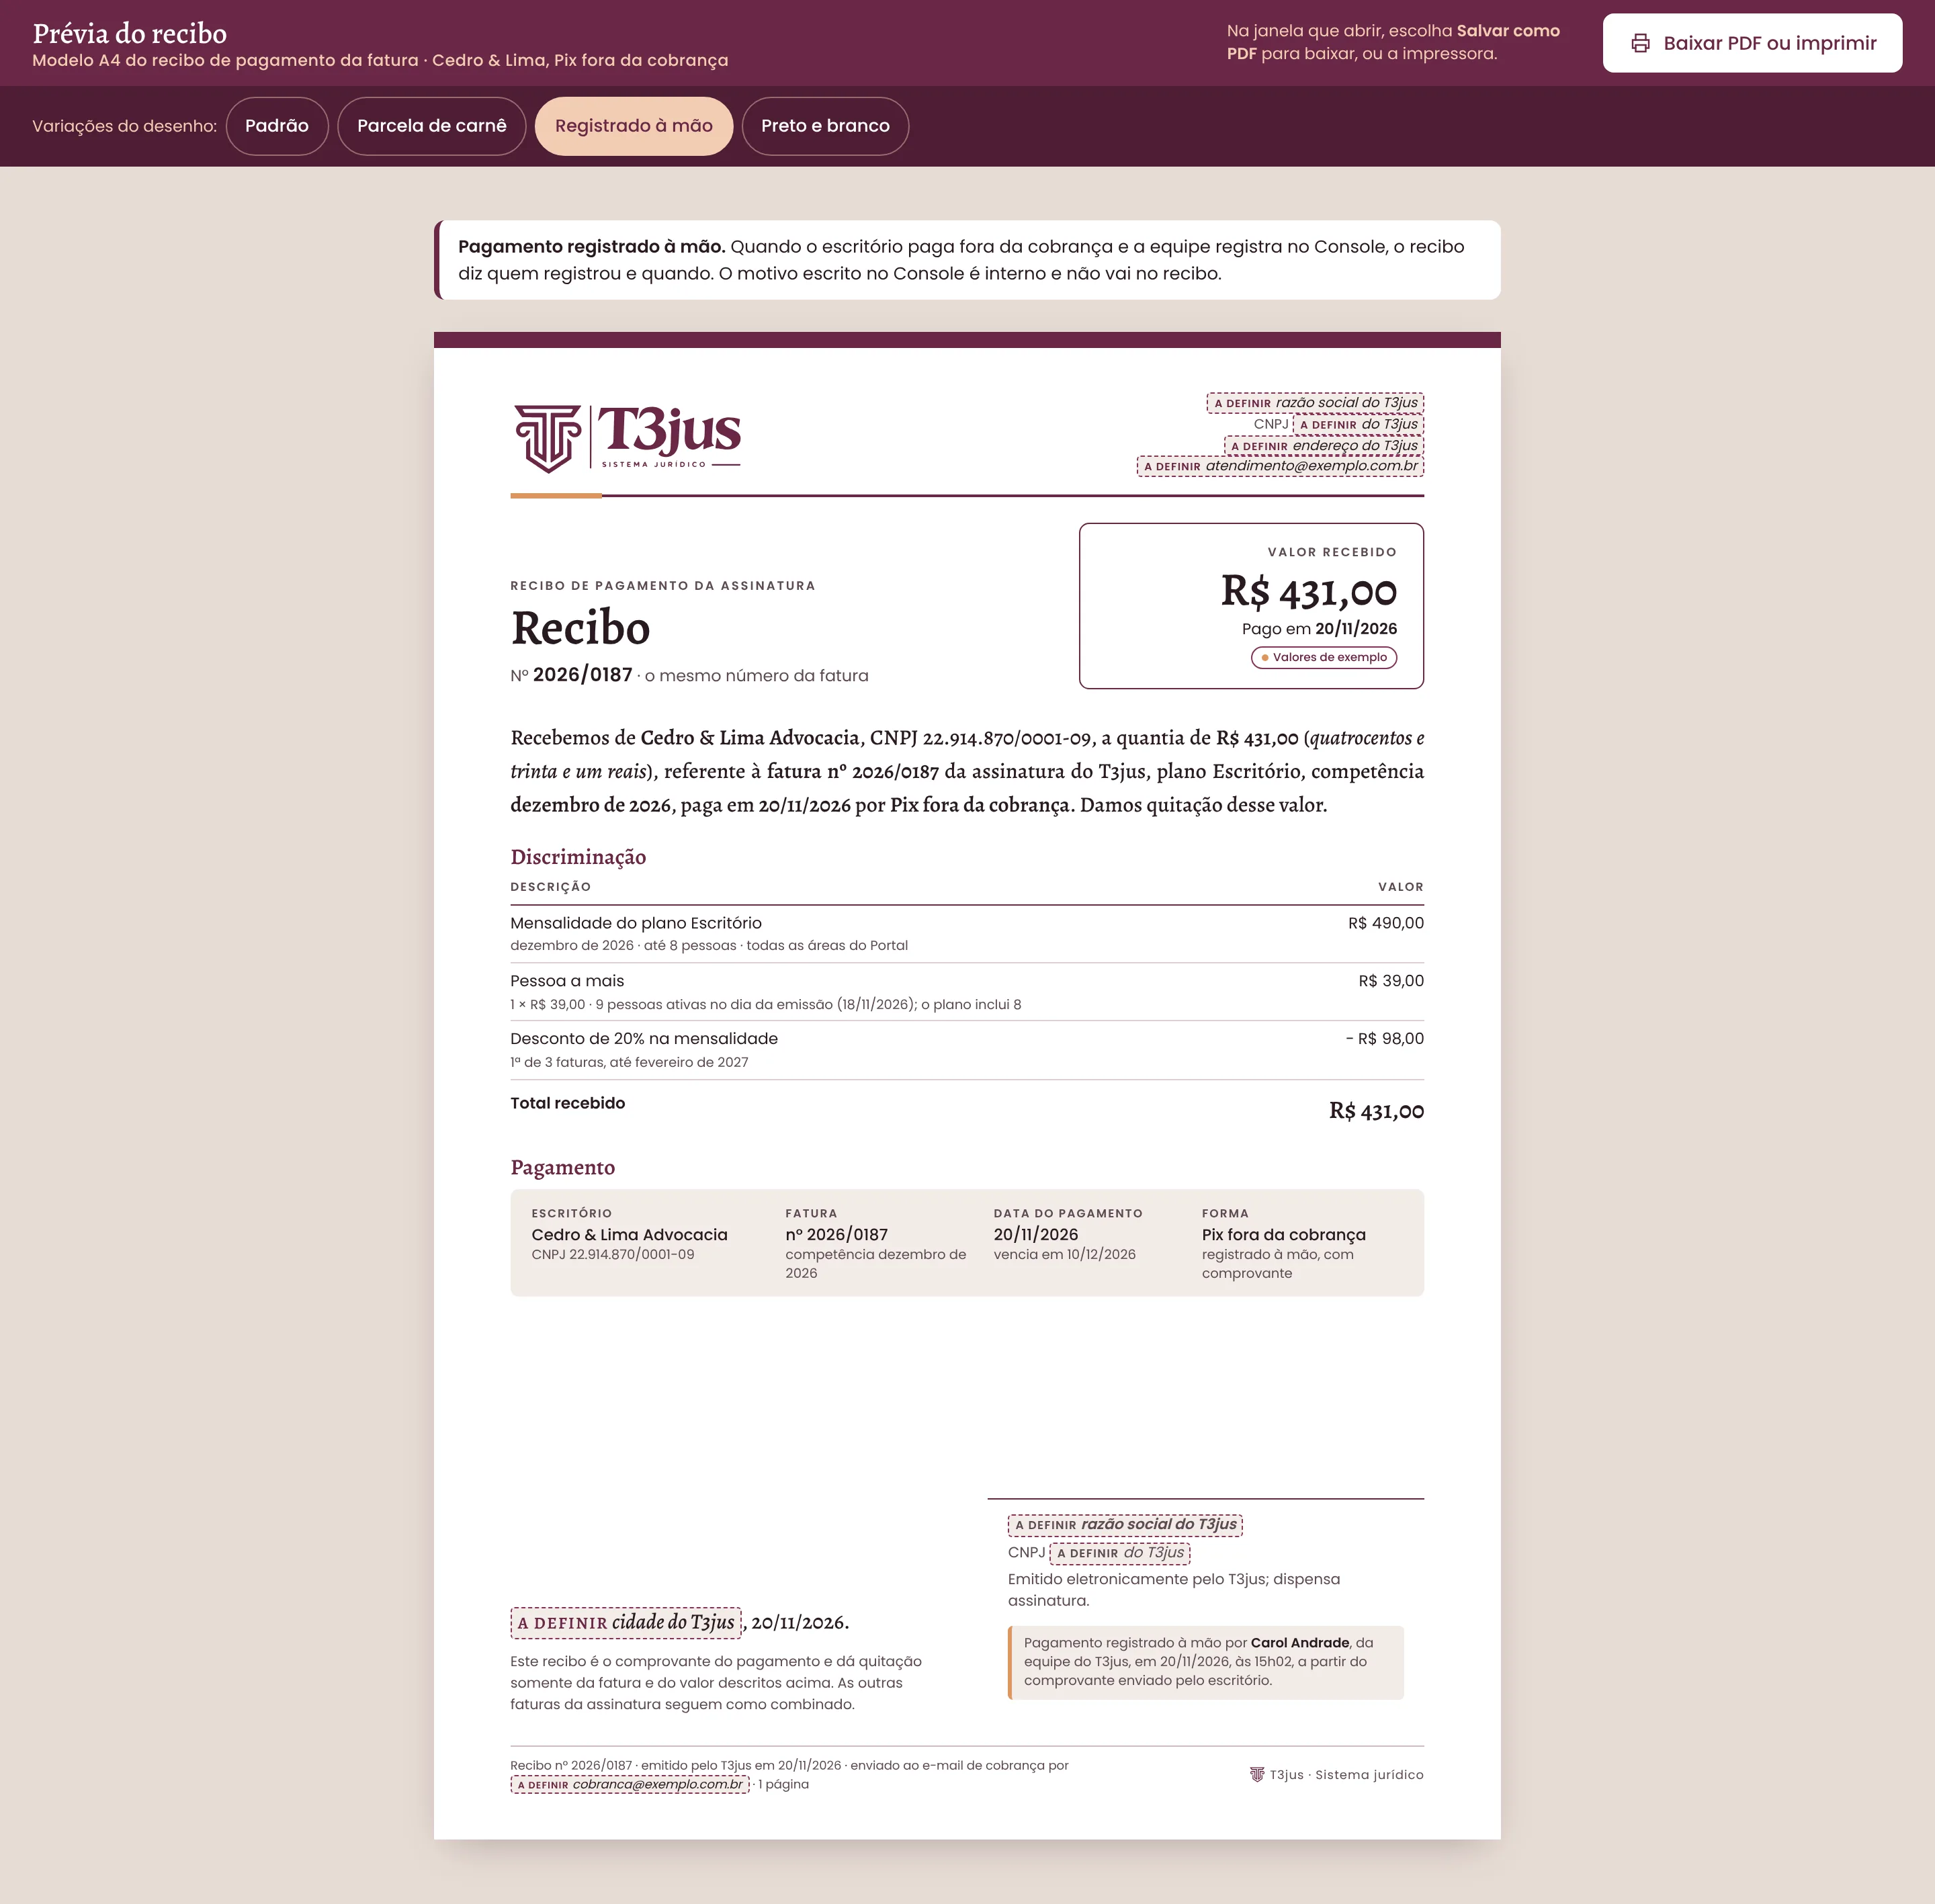 Prévia do recibo
Modelo A4 do recibo de pagamento da fatura · Cedro & Lima, Pix fora da cobrança
Na janela que abrir, escolha Salvar como
PDF para baixar, ou a impressora.
Baixar PDF ou imprimir
Variações do desenho:
Padrão
Parcela de carnê
Registrado à mão
Preto e branco
Pagamento registrado à mão. Quando o escritório paga fora da cobrança e a equipe registra no Console, o recibo
diz quem registrou e quando. O motivo escrito no Console é interno e não vai no recibo.
T3jus
SISTEMA JURÍDICO
A DEFINIR razão social do T3jus
CNPJ A DEFINIR do T3jus
A DEFINIR endereço do T3jus
A DEFINIR atendimento@exemplo.com.br
RECIBO DE PAGAMENTO DA ASSINATURA
Recibo
Nº 2026/0187 · o mesmo número da fatura
VALOR RECEBIDO
R$ 431,00
Pago em 20/11/2026
Valores de exemplo
Recebemos de Cedro & Lima Advocacia, CNPJ 22.914.870/0001-09, a quantia de R$ 431,00 (quatrocentos e
trinta e um reais), referente à fatura nº 2026/0187 da assinatura do T3jus, plano Escritório, competência
dezembro de 2026, paga em 20/11/2026 por Pix fora da cobrança. Damos quitação desse valor.
Discriminação
DESCRIÇÃO VALOR
Mensalidade do plano Escritório R$ 490,00
dezembro de 2026 · até 8 pessoas · todas as áreas do Portal
Pessoa a mais R$ 39,00
1 × R$ 39,00 · 9 pessoas ativas no dia da emissão (18/11/2026); o plano inclui 8
Desconto de 20% na mensalidade − R$ 98,00
1ª de 3 faturas, até fevereiro de 2027
Total recebido R$ 431,00
Pagamento
ESCRITÓRIO
Cedro & Lima Advocacia
CNPJ 22.914.870/0001-09
FATURA
nº 2026/0187
competência dezembro de
2026
DATA DO PAGAMENTO
20/11/2026
vencia em 10/12/2026
FORMA
Pix fora da cobrança
registrado à mão, com
comprovante
A DEFINIR cidade do T3jus, 20/11/2026.
Este recibo é o comprovante do pagamento e dá quitação
somente da fatura e do valor descritos acima. As outras
faturas da assinatura seguem como combinado.
A DEFINIR razão social do T3jus
CNPJ A DEFINIR do T3jus
Emitido eletronicamente pelo T3jus; dispensa
assinatura.
Pagamento registrado à mão por Carol Andrade, da
equipe do T3jus, em 20/11/2026, às 15h02, a partir do
comprovante enviado pelo escritório.
Recibo nº 2026/0187 · emitido pelo T3jus em 20/11/2026 · enviado ao e-mail de cobrança por
A DEFINIR cobranca@exemplo.com.br · 1 página
T3jus · Sistema jurídico